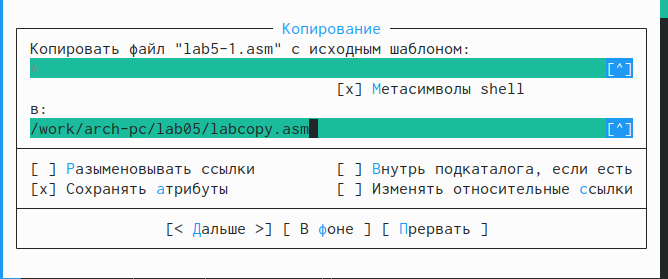 Копирование
Копировать файл "lab5-1.asm" с исходным шаблоном:
[^]
[x] Метасимволы shell
в:
/work/arch-pc/lab05/labcopy.asm [^]
[ ] Разыменовывать ссылки [ ] Внутрь подкаталога, если есть
[x] Сохранять атрибуты [ ] Изменять относительные ссылки
[< Дальше >] [ В фоне ] [ Прервать ]